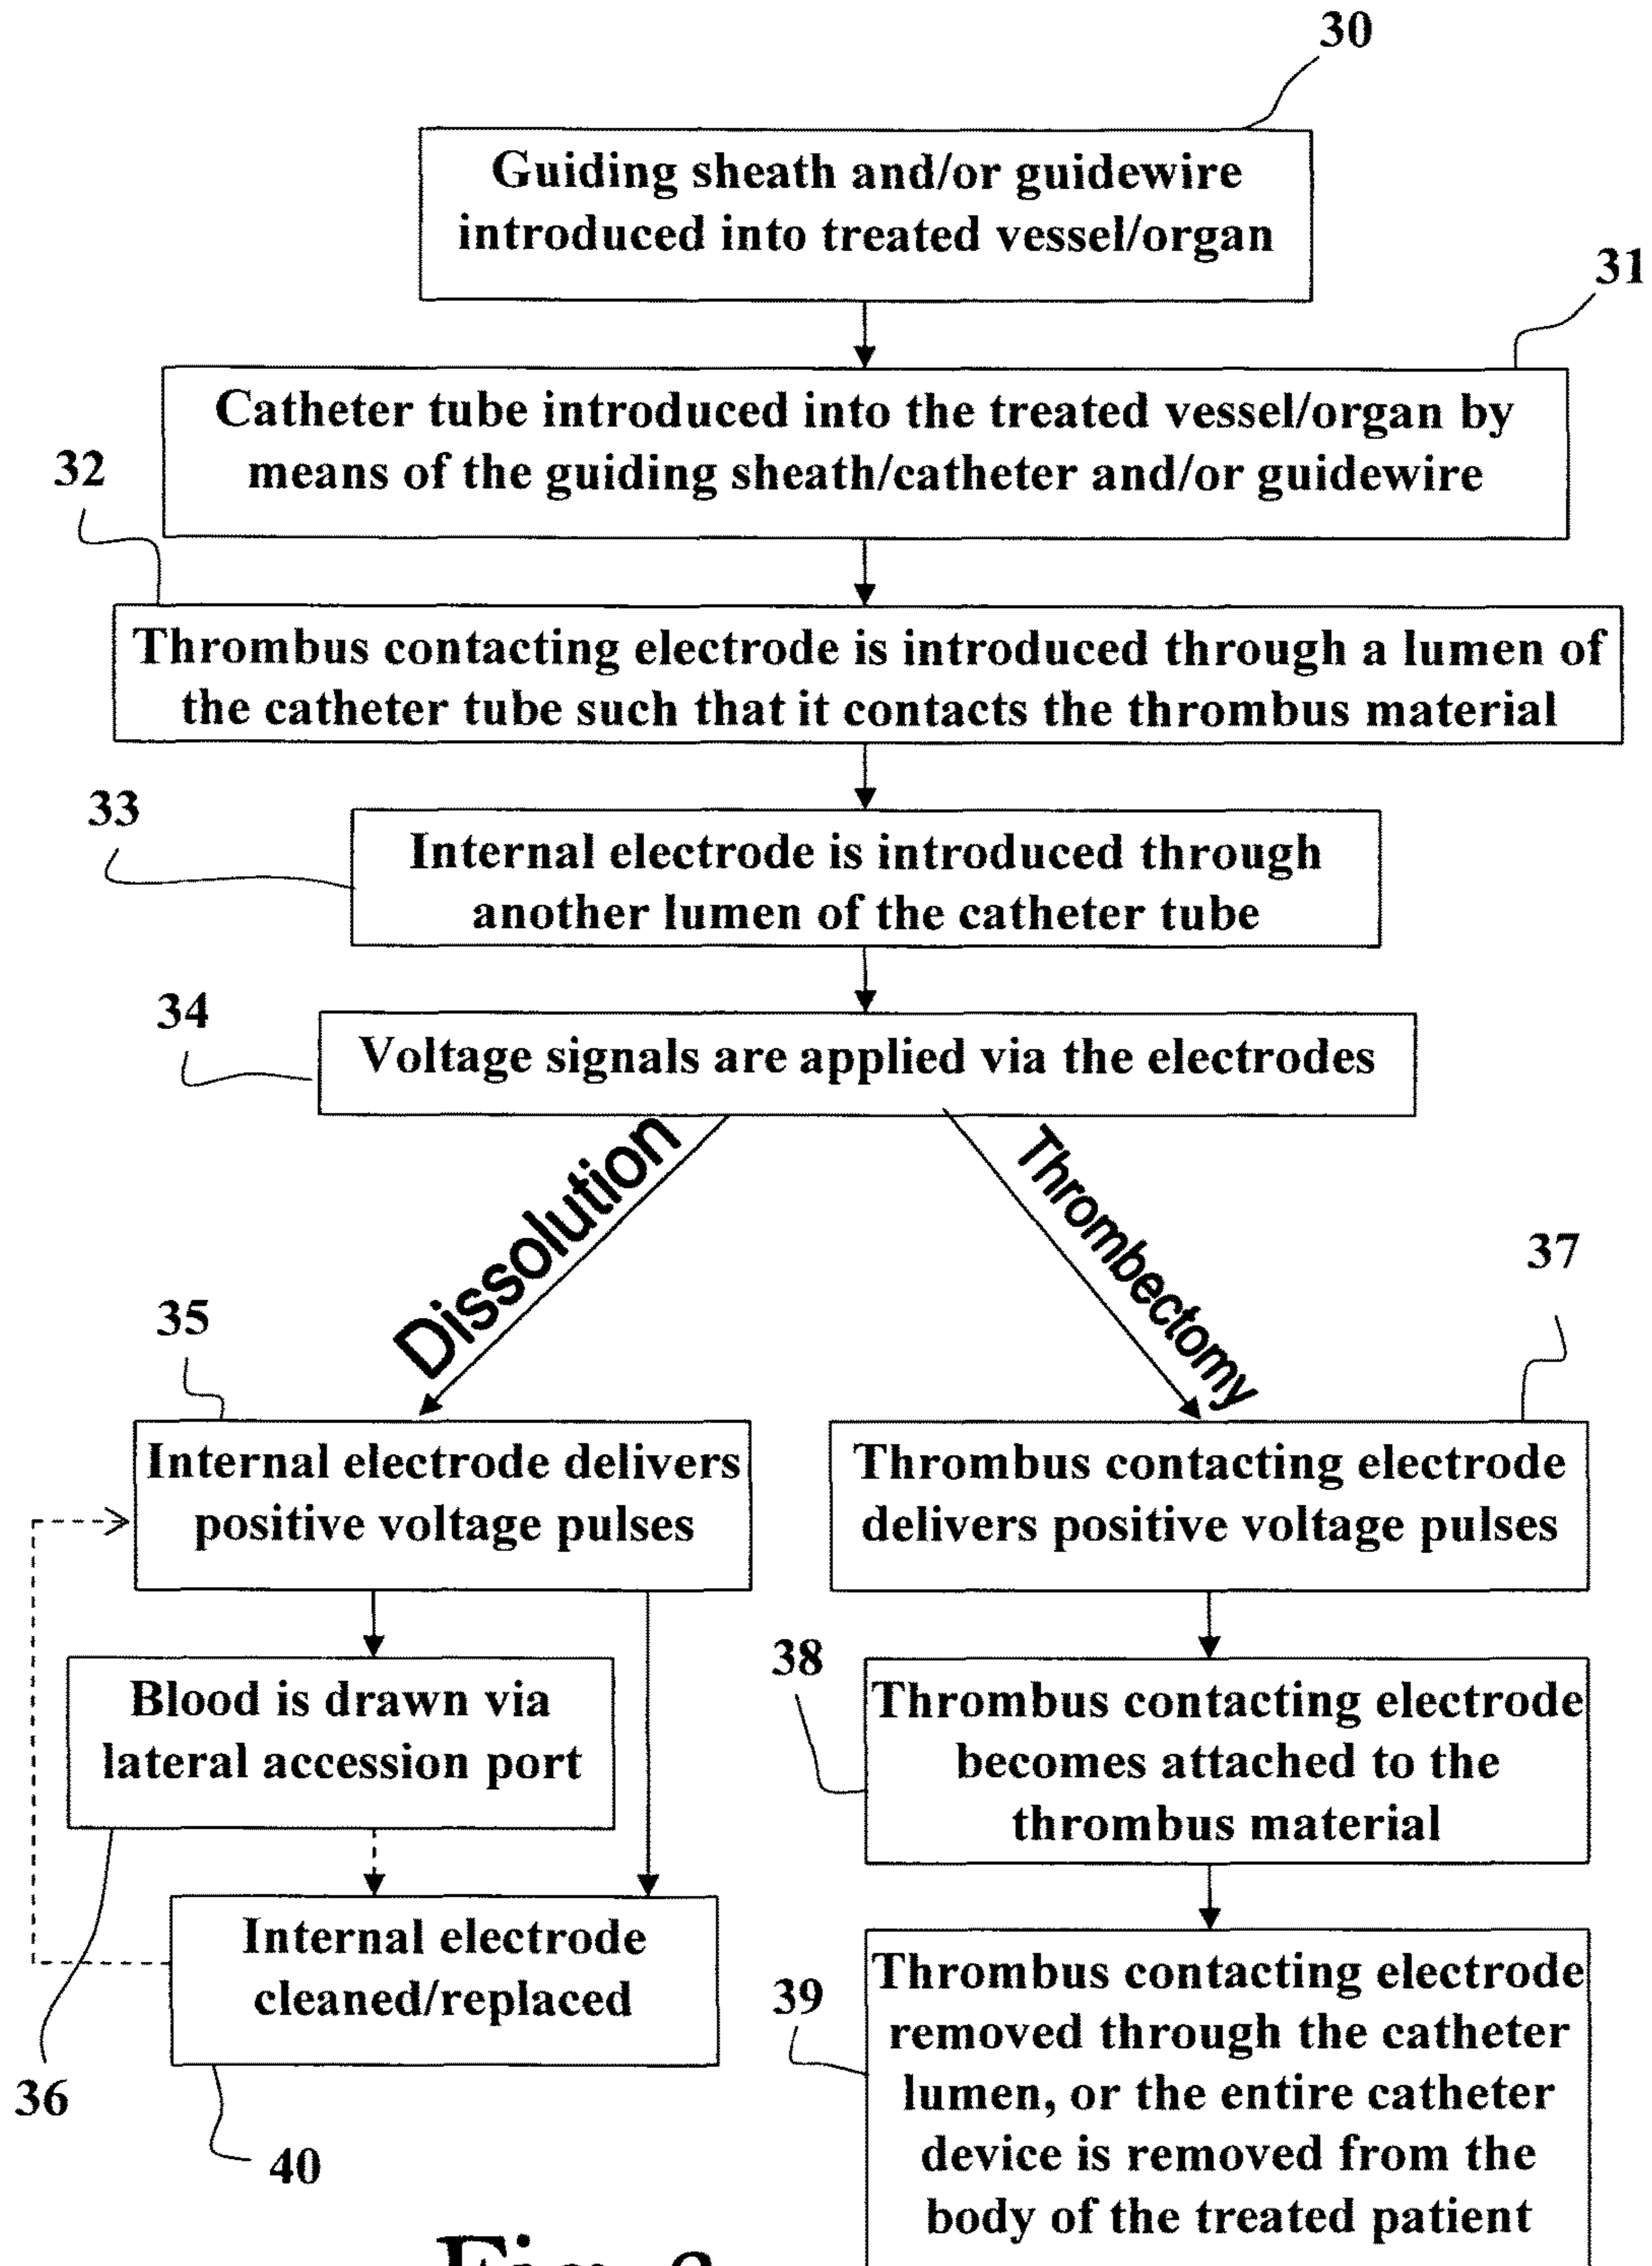 30
Guiding sheath and/or guidewire
introduced into treated vessel/organ
31
Catheter tube introduced into the treated vessel/organ by
means of the guiding sheath/catheter and/or guidewire
32
Thrombus contacting electrode is introduced through a lumen of
the catheter tube such that it contacts the thrombus material
33
Internal electrode is introduced through
another lumen of the catheter tube
34
Voltage signals are applied via the electrodes
Dissolution
Thrombectomy
35
Internal electrode delivers
positive voltage pulses
37
Thrombus contacting electrode
delivers positive voltage pulses
Blood is drawn via
lateral accession port
36
38
Thrombus contacting electrode
becomes attached to the
thrombus material
Internal electrode
cleaned/replaced
40
39
Thrombus contacting electrode
removed through the catheter
lumen, or the entire catheter
device is removed from the
body of the treated patient